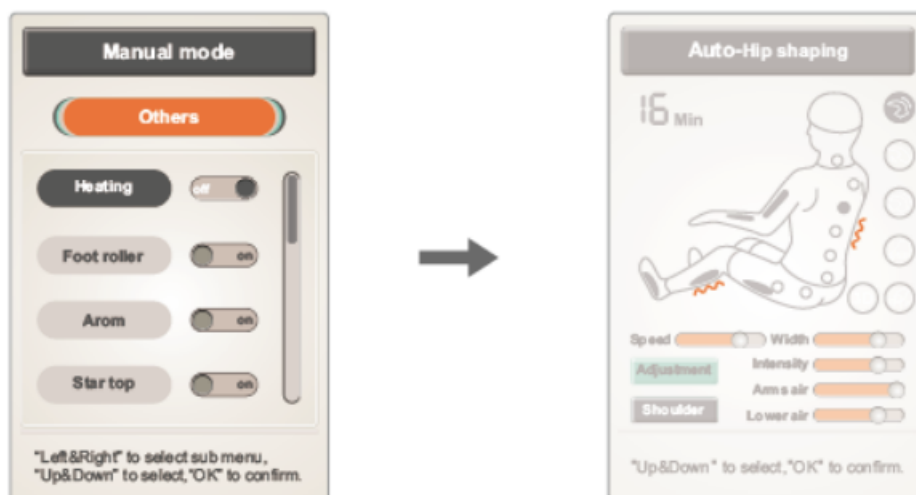 Manual mode
Others
Heating off
Foot roller on
Arom on
Star top on
"Left&Right" to select sub menu,
"Up&Down" to select,"OK" to confirm.
Auto-Hip shaping
16 Min
Speed Width
Adjustment Intensity
Arms air
Shoulder Lower air
"Up&Down" to select,"OK" to confirm.